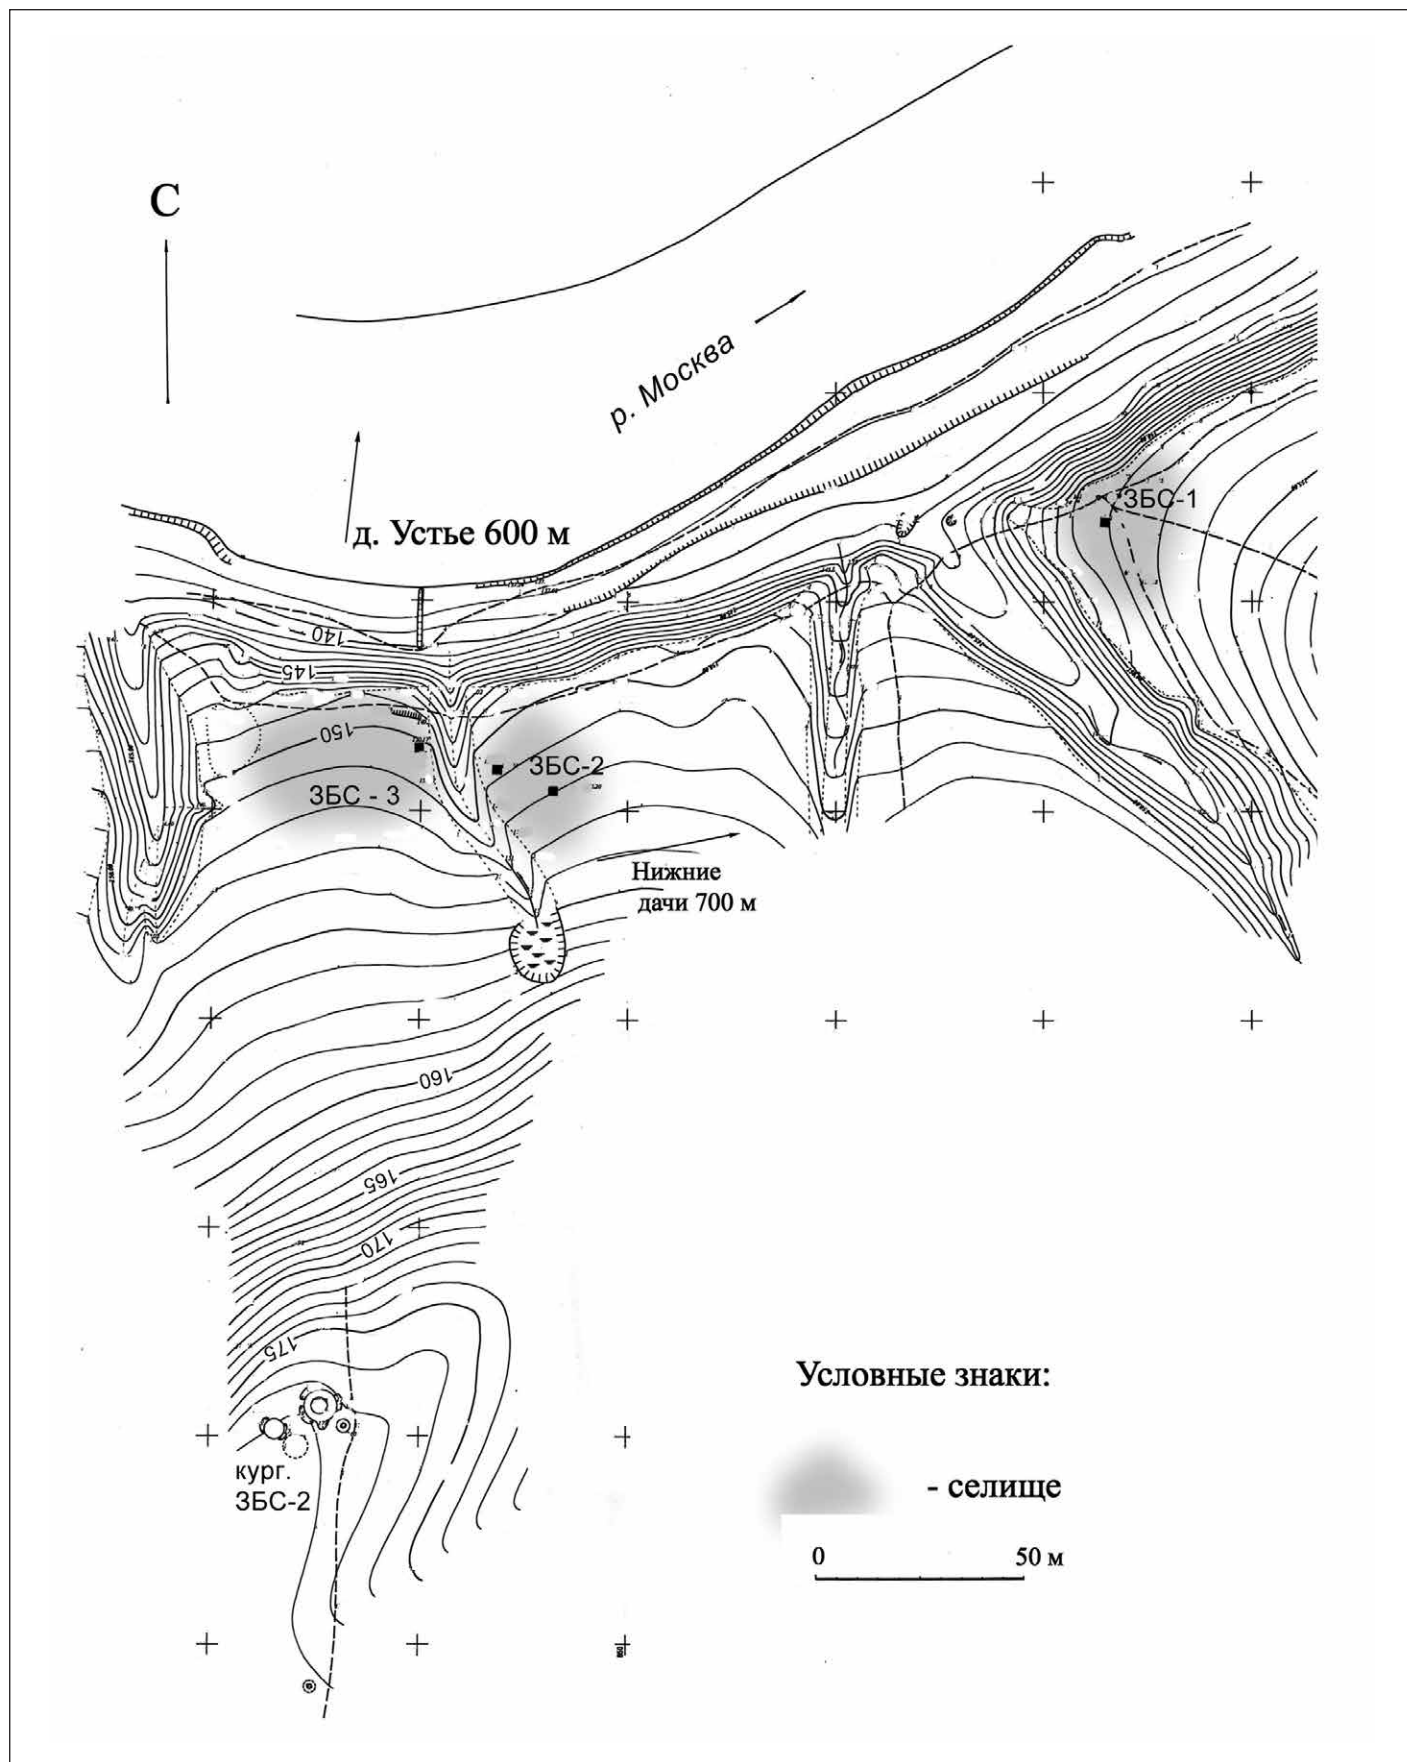 С
р. Москва
д. Устье 600 м
ЗБС-1
140
145
150
ЗБС-2
ЗБС - 3
Нижние
дачи 700 м
160
165
170
175
кург.
ЗБС-2
Условные знаки:
- селище
0 50 м